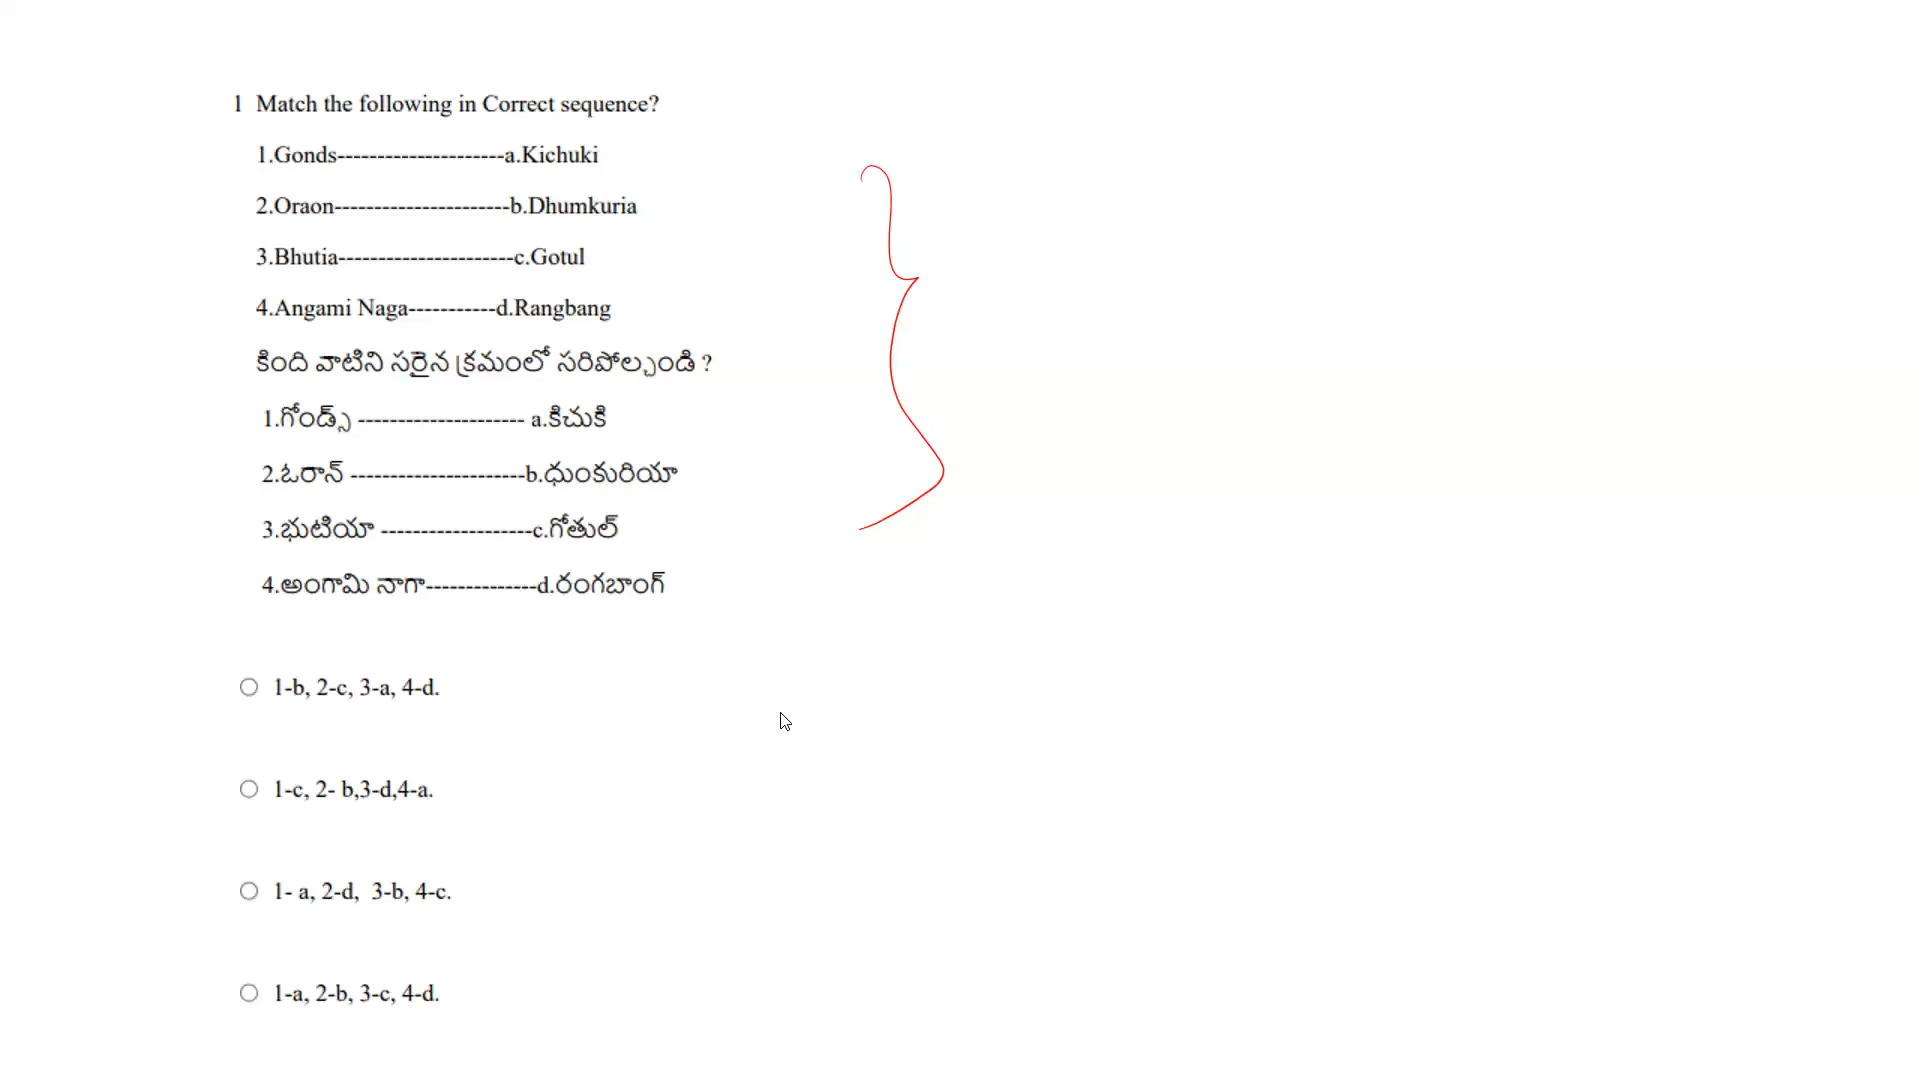 1 Match the following in Correct sequence?
1.Gonds---------------------a.Kichuki
2.Oraon----------------------b.Dhumkuria
3.Bhutia----------------------c.Gotul
4.Angami Naga-----------d.Rangbang
కింది వాటిని సరైన క్రమంలో సరిపోల్చండి ?
1.గోండ్స్ --------------------- a.కిచుకి
2.ఓరాన్ ----------------------b.ధుంకురియా
3.భుటియా -------------------c.గోతుల్
4.అంగామి నాగా--------------d.రంగబాంగ్
1-b, 2-c, 3-a, 4-d.
1-c, 2- b,3-d,4-a.
1- a, 2-d, 3-b, 4-c.
1-a, 2-b, 3-c, 4-d.